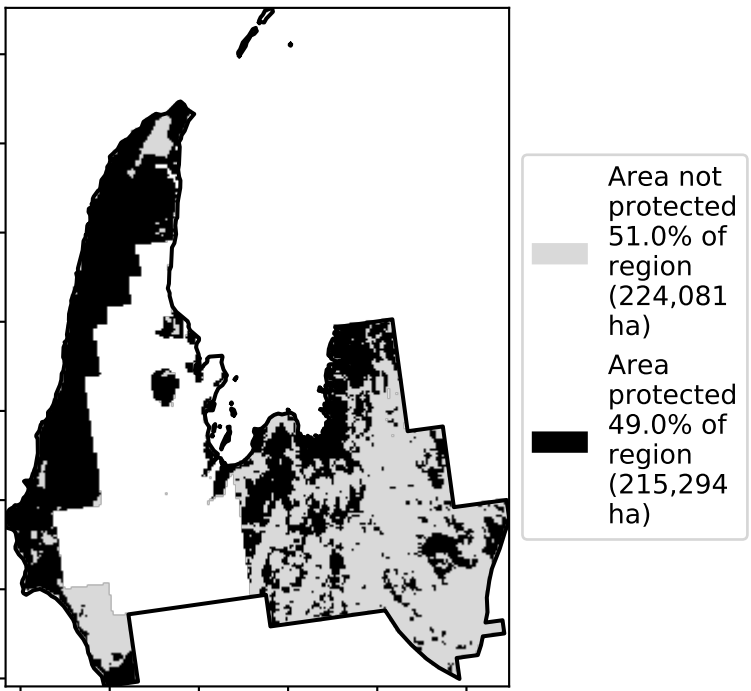 Area not
protected
51.0% of
region
(224,081
ha)
Area
protected
49.0% of
region
(215,294
ha)